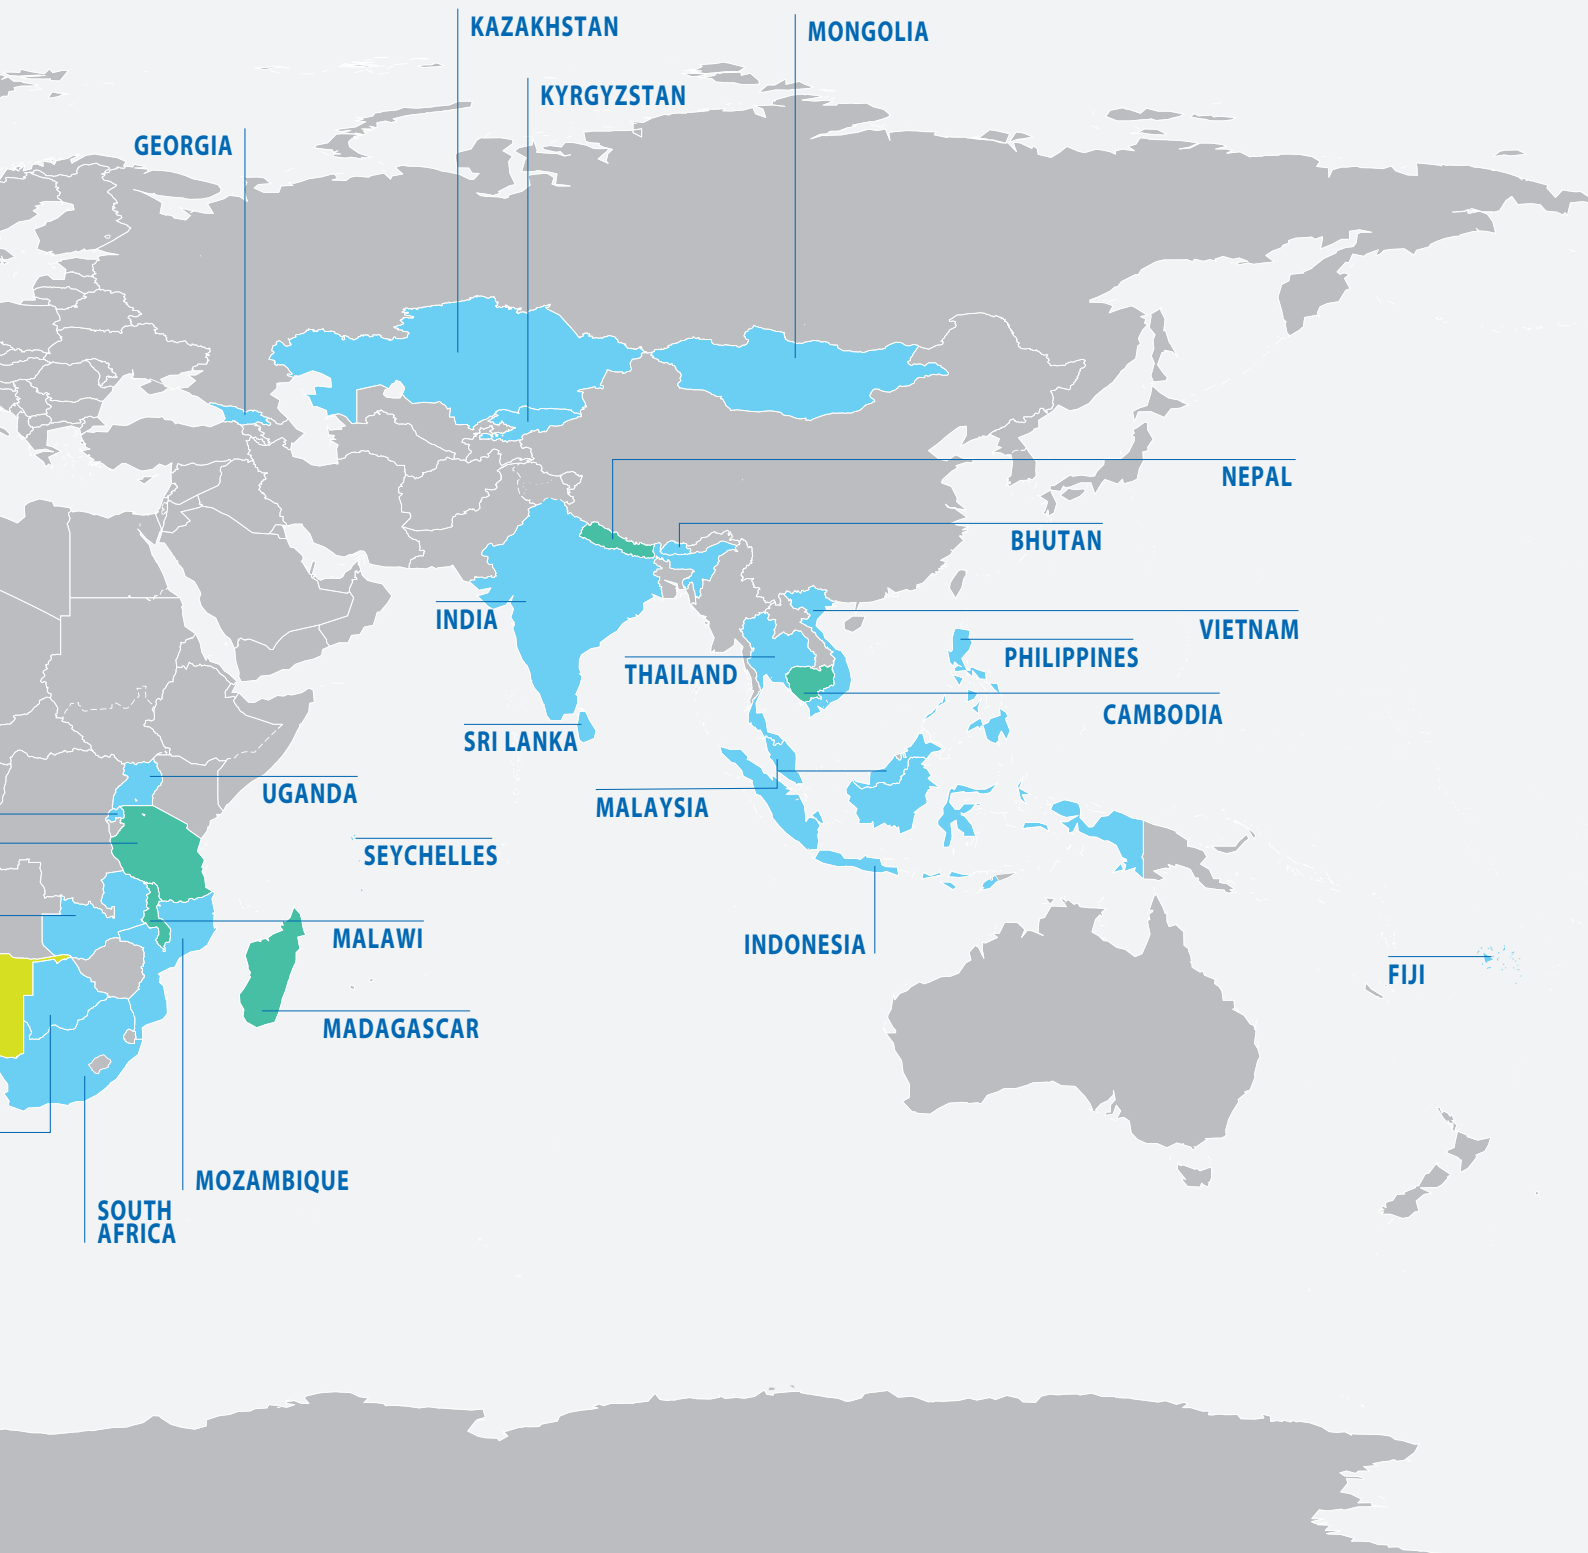 KAZAKHSTAN
MONGOLIA
KYRGYZSTAN
GEORGIA
NEPAL
BHUTAN
INDIA
VIETNAM
PHILIPPINES
THAILAND
CAMBODIA
SRI LANKA
UGANDA
MALAYSIA
SEYCHELLES
MALAWI
INDONESIA
FIJI
MADAGASCAR
MOZAMBIQUE
SOUTH
AFRICA